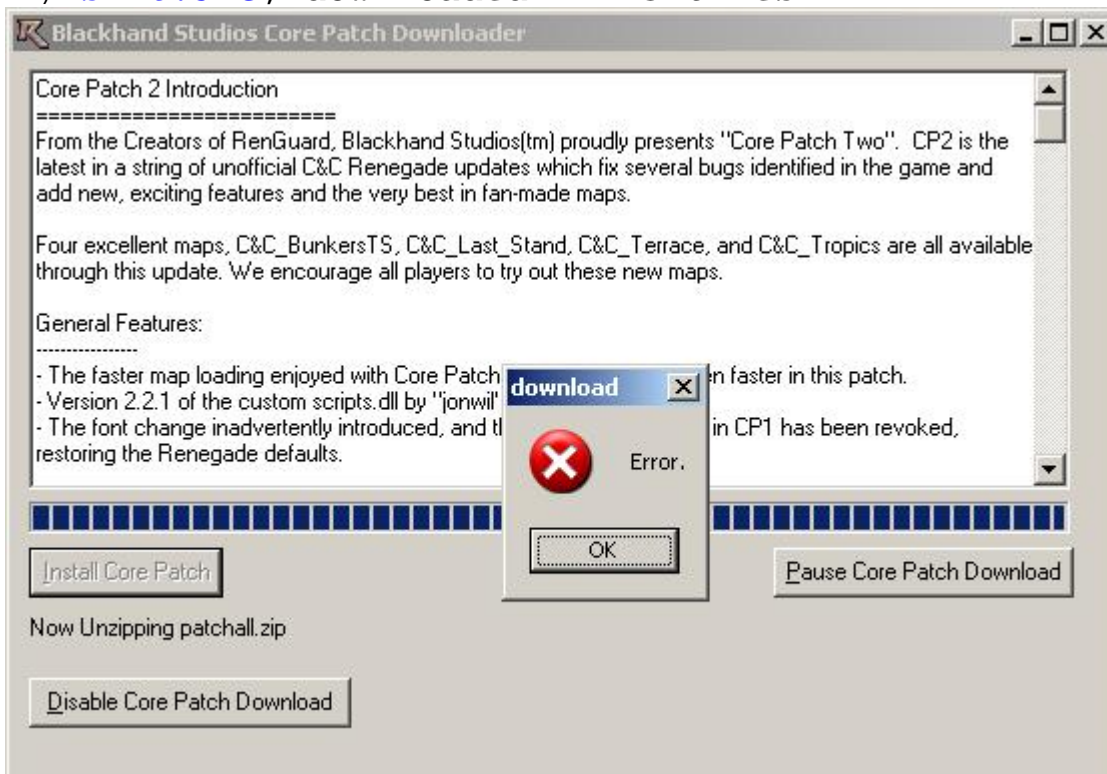 Blackhand Studios Core Patch Downloader
Core Patch 2 Introduction
=========================
From the Creators of RenGuard, Blackhand Studios(tm) proudly presents "Core Patch Two". CP2 is the
latest in a string of unofficial C&C Renegade updates which fix several bugs identified in the game and
add new, exciting features and the very best in fan-made maps.
Four excellent maps, C&C_BunkersTS, C&C_Last_Stand, C&C_Terrace, and C&C_Tropics are all available
through this update. We encourage all players to try out these new maps.
General Features:
----------------
- The faster map loading enjoyed with Core Patch
faster in this patch.
- Version 2.2.1 of the custom scripts.dll by "jonwil"
- The font change inadvertently introduced, and
in CP1 has been revoked,
restoring the Renegade defaults.
download
Error.
OK
Install Core Patch
Pause Core Patch Download
Now Unzipping patchall.zip
Disable Core Patch Download